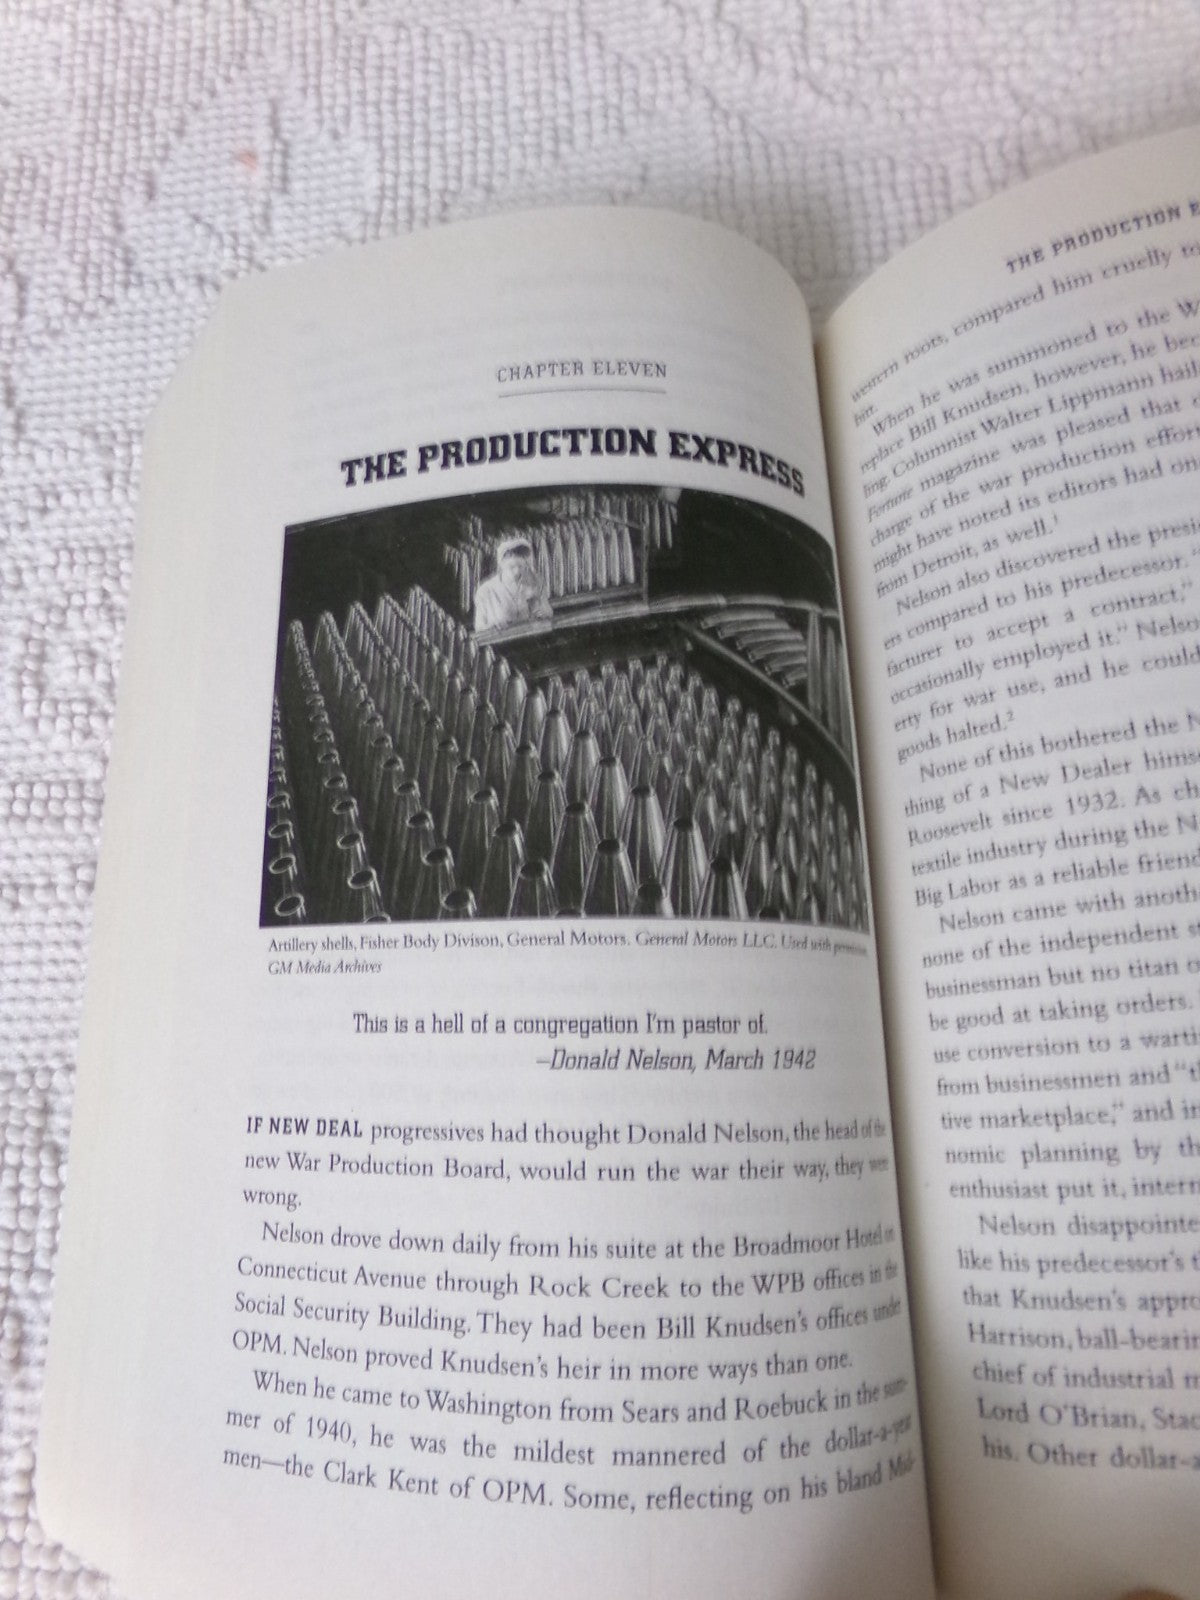 CHAPTER ELEVEN
THE PRODUCTION EXPRESS
Artillery shells, Fisher Body Divison, General Motors. General Motors LLC. Used with
GM Media Archives
This is a hell of a congregation I'm pastor of.
–Donald Nelson, March 1942
IF NEW DEAL progressives had thought Donald Nelson, the head of the
new War Production Board, would run the war their way, they were
wrong.
Nelson drove down daily from his suite at the Broadmoor Hotel on
Connecticut Avenue through Rock Creek to the WPB offices in the
Social Security Building. They had been Bill Knudsen's offices under
OPM. Nelson proved Knudsen's heir in more ways than one.
When he came to Washington from Sears and Roebuck in the sum-
mer of 1940, he was the mildest mannered of the dollar-a-year
men—the Clark Kent of OPM. Some, reflecting on his bland Mid-
THE PRODUCTION
western roots, compared him cruelly to
When he was summoned to the
replace Bill Knudsen, however, he
ling. Columnist Walter Lippmann
Fortune magazine was pleased that
charge of the war production
might have noted its editors had
from Detroit, as well.1
Nelson also discovered the
ers compared to his predecessor.
facturer to accept a contract,"
occasionally employed it."
erty for war use, and he could
goods halted.2
None of this bothered the
thing of a New Dealer
Roosevelt since 1932. As
textile industry during the
Big Labor as a reliable
Nelson came with
none of the independent
businessman but no titan
be good at taking orders.
use conversion to a
from businessmen and
tive marketplace," and
nomic planning by
enthusiast put it,
Nelson
like his predecessor's
that Knudsen's
Harrison,
chief of industrial
Lord O'Brian,
his. Other